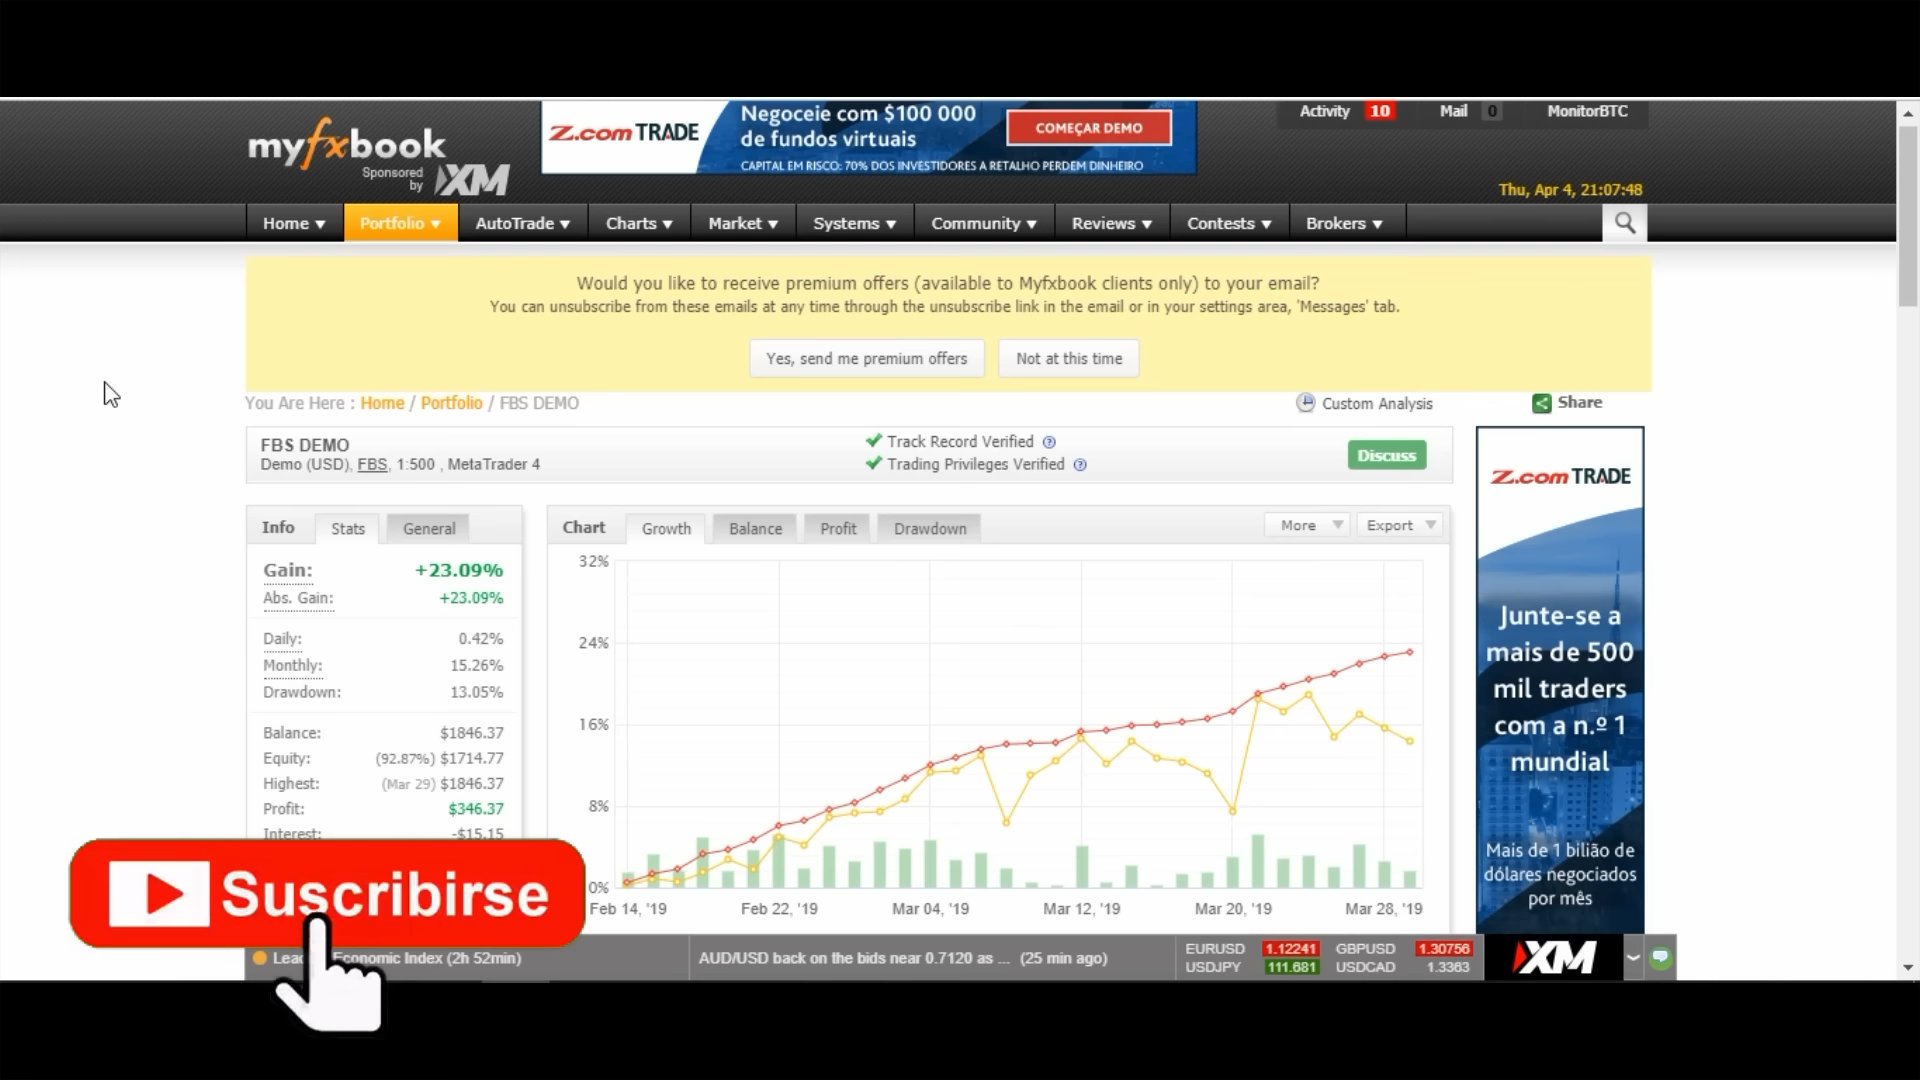 myfxbook
Sponsored
by XM
Z.com TRADE
Negoceie com $100 000
de fundos virtuais
CAPITAL EM RISCO: 70% DOS INVESTIDORES A RETALHO PERDEM DINHEIRO
COMEÇAR DEMO
Activity 10 Mail 0 MonitorBTC
Thu, Apr 4, 21:07:48
Home Portfolio AutoTrade Charts Market Systems Community Reviews Contests Brokers
Would you like to receive premium offers (available to Myfxbook clients only) to your email?
You can unsubscribe from these emails at any time through the unsubscribe link in the email or in your settings area, 'Messages' tab.
Yes, send me premium offers Not at this time
You Are Here : Home / Portfolio / FBS DEMO
Custom Analysis Share
FBS DEMO
Demo (USD), FBS, 1:500 , MetaTrader 4
Track Record Verified
Trading Privileges Verified
Discuss
Info Stats General
Gain: +23.09%
Abs. Gain: +23.09%
Daily: 0.42%
Monthly: 15.26%
Drawdown: 13.05%
Balance: $1846.37
Equity: (92.87%) $1714.77
Highest: (Mar 29) $1846.37
Profit: $346.37
Interest: -$15.15
Chart Growth Balance Profit Drawdown More Export
32%
24%
16%
8%
0%
Feb 14, '19 Feb 22, '19 Mar 04, '19 Mar 12, '19 Mar 20, '19 Mar 28, '19
Z.com TRADE
Junte-se a
mais de 500
mil traders
com a n.º 1
mundial
Mais de 1 bilião de
dólares negociados
por mês
Suscribirse
Economic Index (2h 52min)
AUD/USD back on the bids near 0.7120 as ... (25 min ago)
EURUSD 1.12241 GBPUSD 1.30756
USDJPY 111.681 USDCAD 1.3363
XM